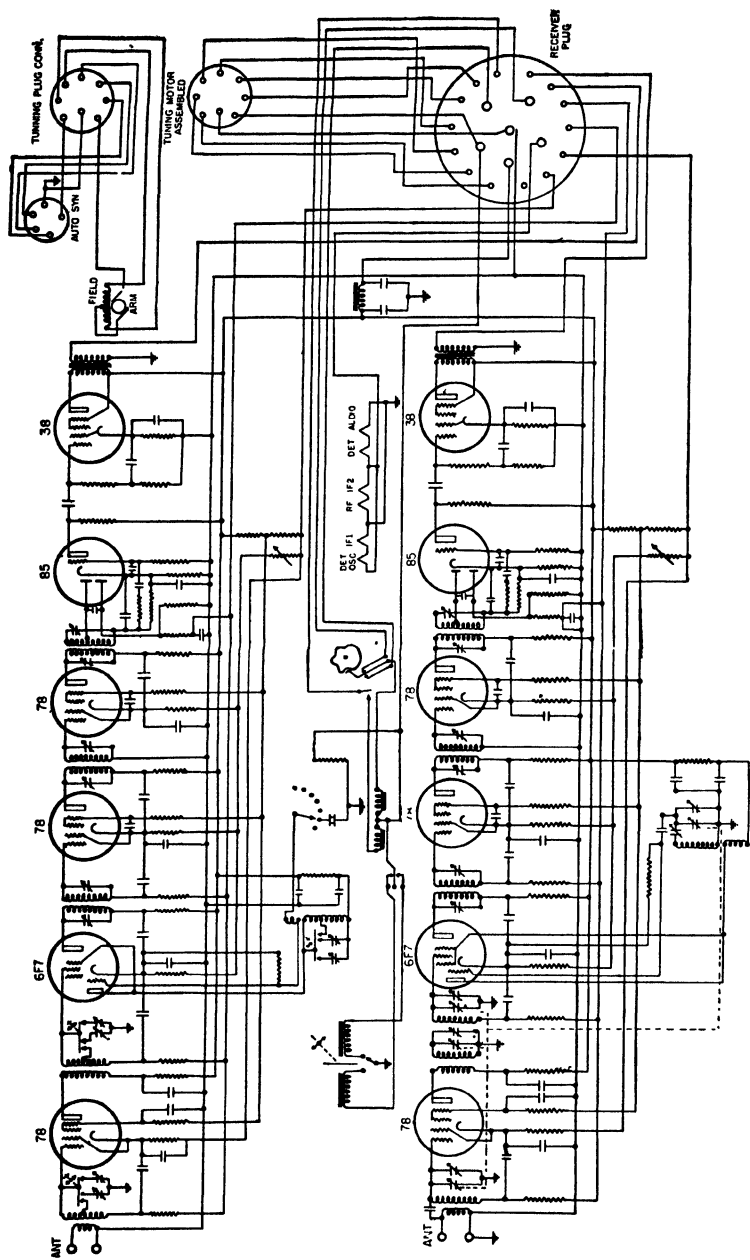 TUNNING PLUG CONN.
AUTO SYN
TUNING MOTOR
ASSEMBLED
RECEIVER
PLUG
FIELD
ARM
38
85
78
78
6F7
78
ANT
DET
OSC
IF1
RF
IF2
DET
AUDIO
38
85
78
6F7
78
ANT